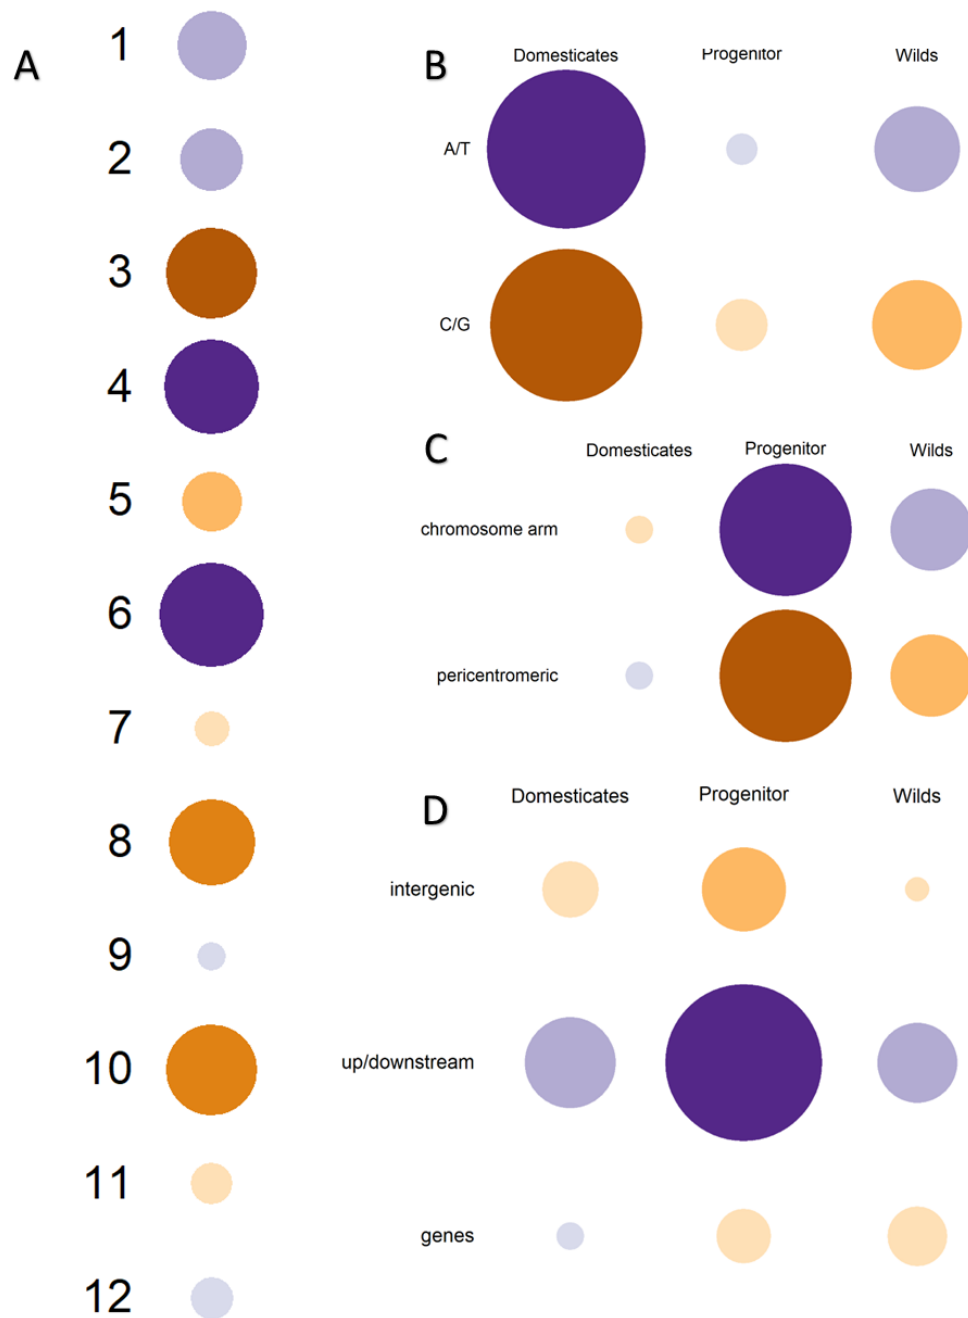 A
1
2
3
4
5
6
7
8
9
10
11
12
B
Domesticates Progenitor Wilds
A/T
C/G
C
Domesticates Progenitor Wilds
chromosome arm
pericentromeric
D
Domesticates Progenitor Wilds
intergenic
up/downstream
genes